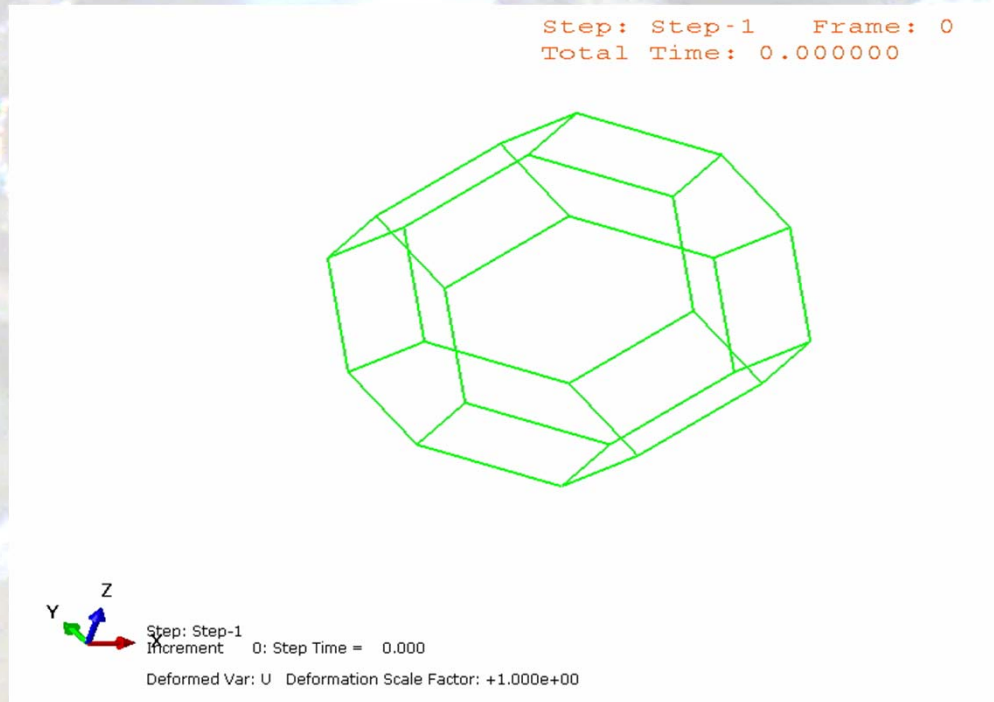 Step: Step-1 Frame: 0
Total Time: 0.000000
Z
Y
X
Step: Step-1
Increment 0: Step Time = 0.000
Deformed Var: U Deformation Scale Factor: +1.000e+00